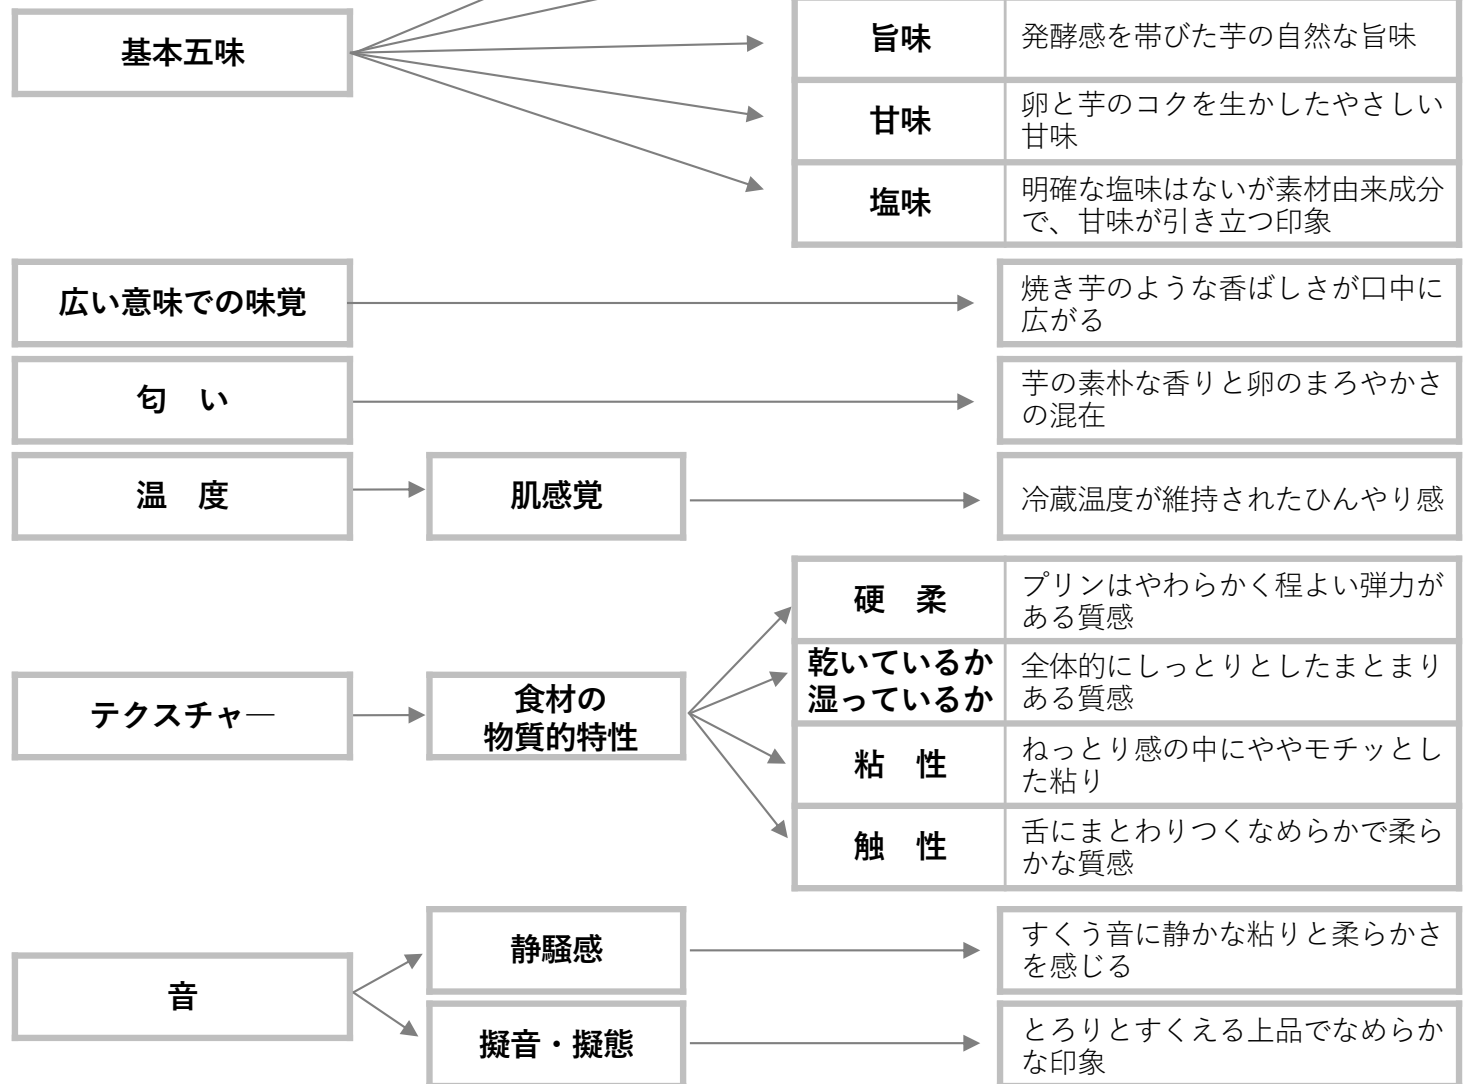 基本五味
旨味
発酵感を帯びた芋の自然な旨味
甘味
卵と芋のコクを生かしたやさしい
甘味
塩味
明確な塩味はないが素材由来成分
で、甘味が引き立つ印象
広い意味での味覚
焼き芋のような香ばしさが口中に
広がる
匂　い
芋の素朴な香りと卵のまろやかさ
の混在
温　度
肌感覚
冷蔵温度が維持されたひんやり感
テクスチャ―
食材の
物質的特性
硬　柔
プリンはやわらかく程よい弾力が
ある質感
乾いているか
湿っているか
全体的にしっとりとしたまとまり
ある質感
粘　性
ねっとり感の中にややモチッとし
た粘り
触　性
舌にまとわりつくなめらかで柔ら
かな質感
音
静騒感
すくう音に静かな粘りと柔らかさ
を感じる
擬音・擬態
とろりとすくえる上品でなめらか
な印象